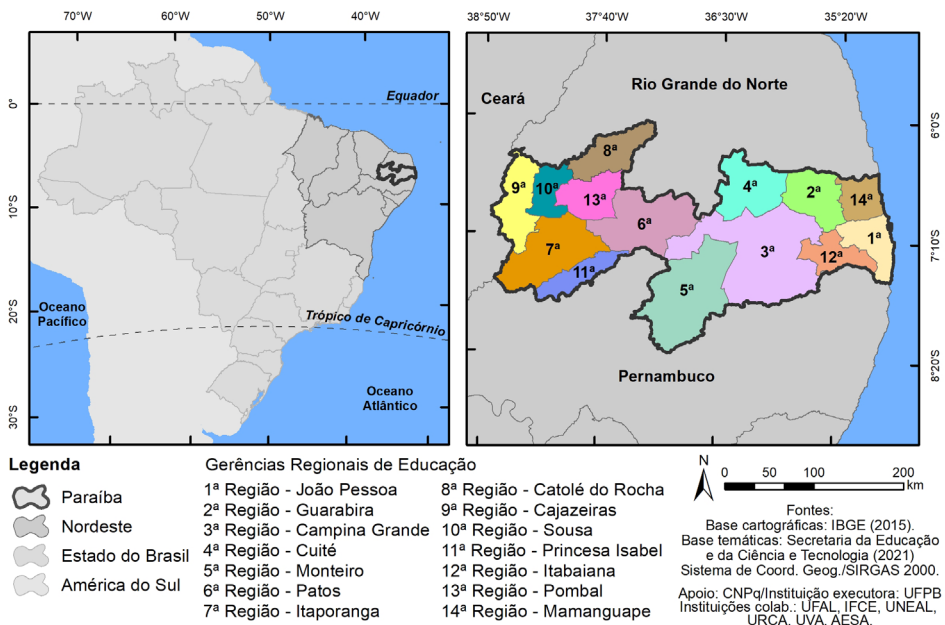 70°W 60°W 50°W 40°W
38°50'W 37°40'W 36°30'W 35°20'W
0°
10°S
20°S
30°S
6°0'S
7°10'S
8°20'S
Equador
Oceano
Pacífico
Trópico de Capricórnio
Oceano
Atlântico
Ceará
Rio Grande do Norte
Pernambuco
8ª
9ª
10ª
13ª
4ª
2ª
14ª
6ª
1ª
7ª
3ª
12ª
11ª
5ª
Legenda
Paraíba
Nordeste
Estado do Brasil
América do Sul
Gerências Regionais de Educação
1ª Região - João Pessoa
2ª Região - Guarabira
3ª Região - Campina Grande
4ª Região - Cuité
5ª Região - Monteiro
6ª Região - Patos
7ª Região - Itaporanga
8ª Região - Catolé do Rocha
9ª Região - Cajazeiras
10ª Região - Sousa
11ª Região - Princesa Isabel
12ª Região - Itabaiana
13ª Região - Pombal
14ª Região - Mamanguape
N
0 50 100 200
km
Fontes:
Base cartográficas: IBGE (2015).
Base temáticas: Secretaria da Educação
e da Ciência e Tecnologia (2021)
Sistema de Coord. Geog./SIRGAS 2000.
Apoio: CNPq/Instituição executora: UFPB
Instituições colab.: UFAL, IFCE, UNEAL,
URCA, UVA, AESA.